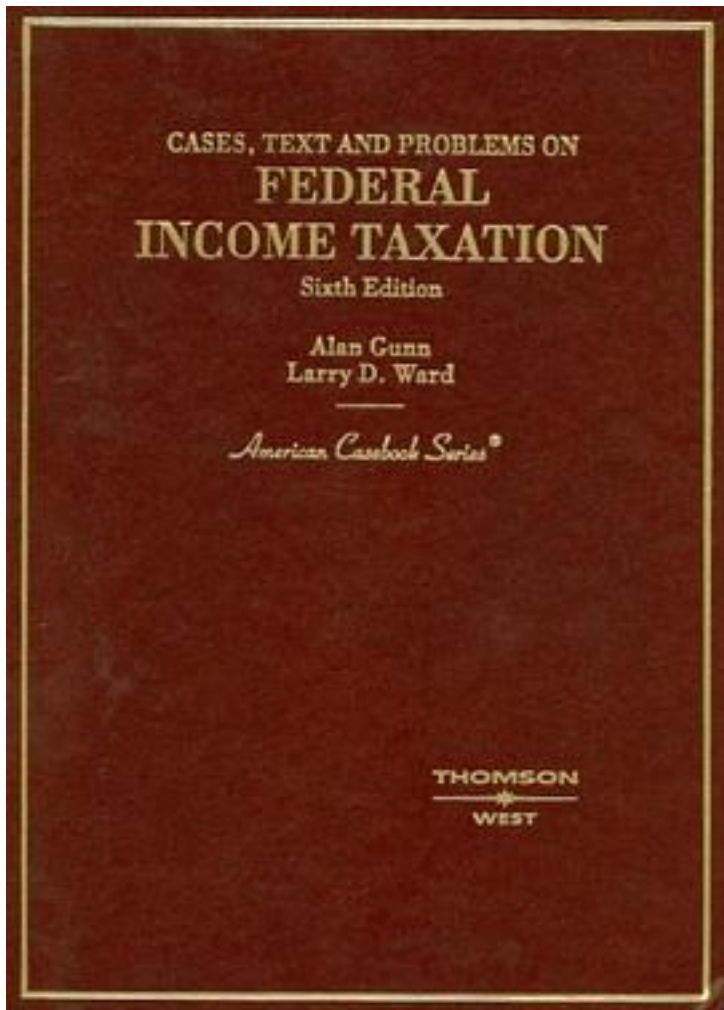 CASES, TEXT AND PROBLEMS ON
FEDERAL
INCOME TAXATION
Sixth Edition
Alan Gunn
Larry D. Ward
American Casebook Series®
THOMSON
WEST